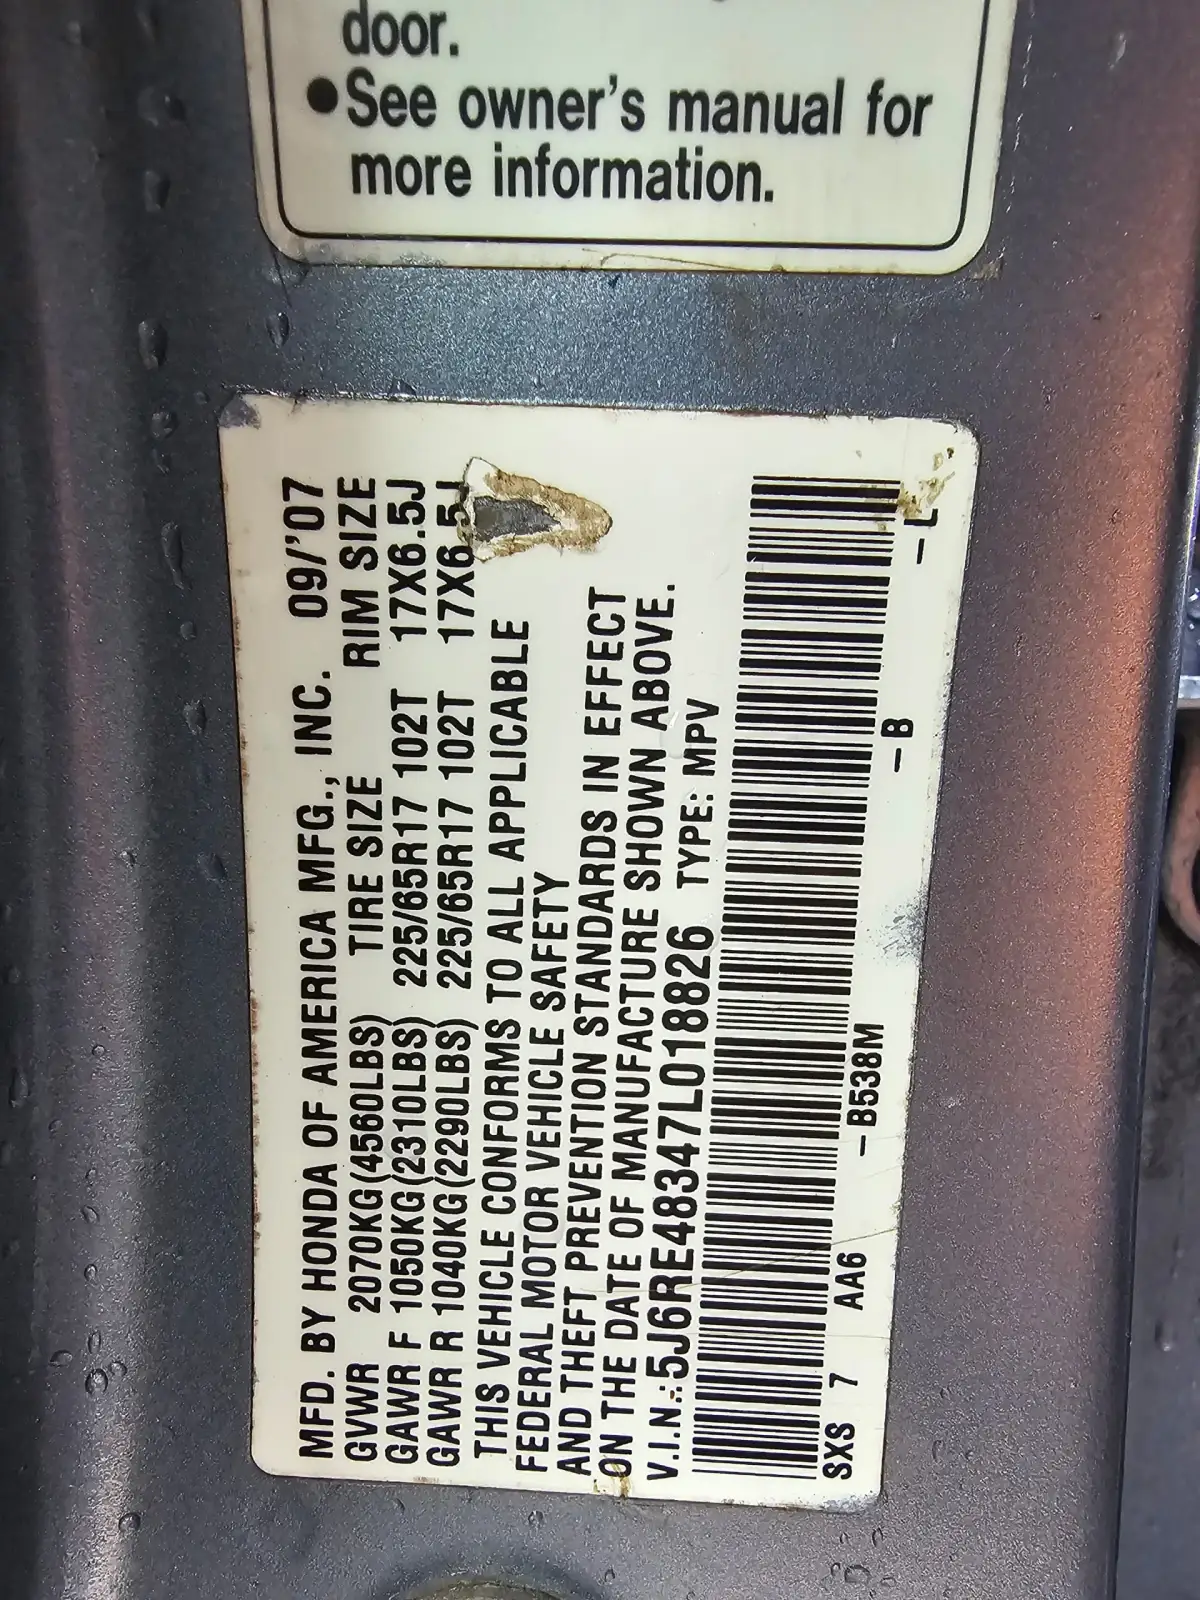 door.
●See owner's manual for
more information.
MFD. BY HONDA OF AMERICA MFG., INC. 09/'07
GVWR 2070KG(4560LBS) TIRE SIZE RIM SIZE
GAWR F 1050KG(2310LBS) 225/65R17 102T 17X6.5J
GAWR R 1040KG(2290LBS) 225/65R17 102T 17X6.5J
THIS VEHICLE CONFORMS TO ALL APPLICABLE
FEDERAL MOTOR VEHICLE SAFETY
AND THEFT PREVENTION STANDARDS IN EFFECT
ON THE DATE OF MANUFACTURE SHOWN ABOVE.
V.I.N.:5J6RE48347L018826 TYPE: MPV
SXS 7 AA6 –B538M –B –L